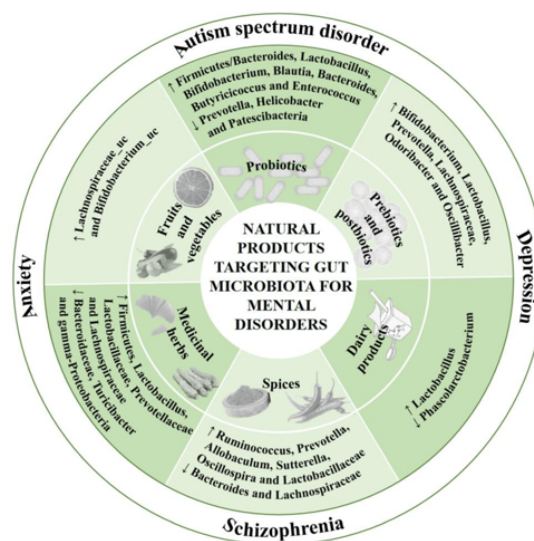 Autism spectrum disorder
↑ Firmicutes/Bacteroides, Lactobacillus,
Bifidobacterium, Blautia, Bacteroides,
Butyricicoccus and Enterococcus
↓ Prevotella, Helicobacter
and Patescibacteria
Probiotics
↑ Bifidobacterium, Lactobacillus,
Prevotella, Lachnospiraceae,
Odoribacter and Oscillibacter
Prebiotics
and
postbiotics
Depression
↑ Lactobacillus
↓ Phascolarctobacterium
Dairy
products
Schizophrenia
↑ Ruminococcus, Prevotella,
Allobaculum, Sutterella,
Oscillospira and Lactobacillaceae
↓ Bacteroides and Lachnospiraceae
Spices
Anxiety
↑ Firmicutes, Lactobacillus,
Lactobacillaceae, Prevotellaceae
and Lachnospiraceae
↓ Bacteroidaceae, Turicibacter
and gamma-Proteobacteria
Medicinal
herbs
↑ Lachnospiraceae_uc
and Bifidobacterium_uc
Fruits
and
vegetables
NATURAL
PRODUCTS
TARGETING GUT
MICROBIOTA FOR
MENTAL
DISORDERS